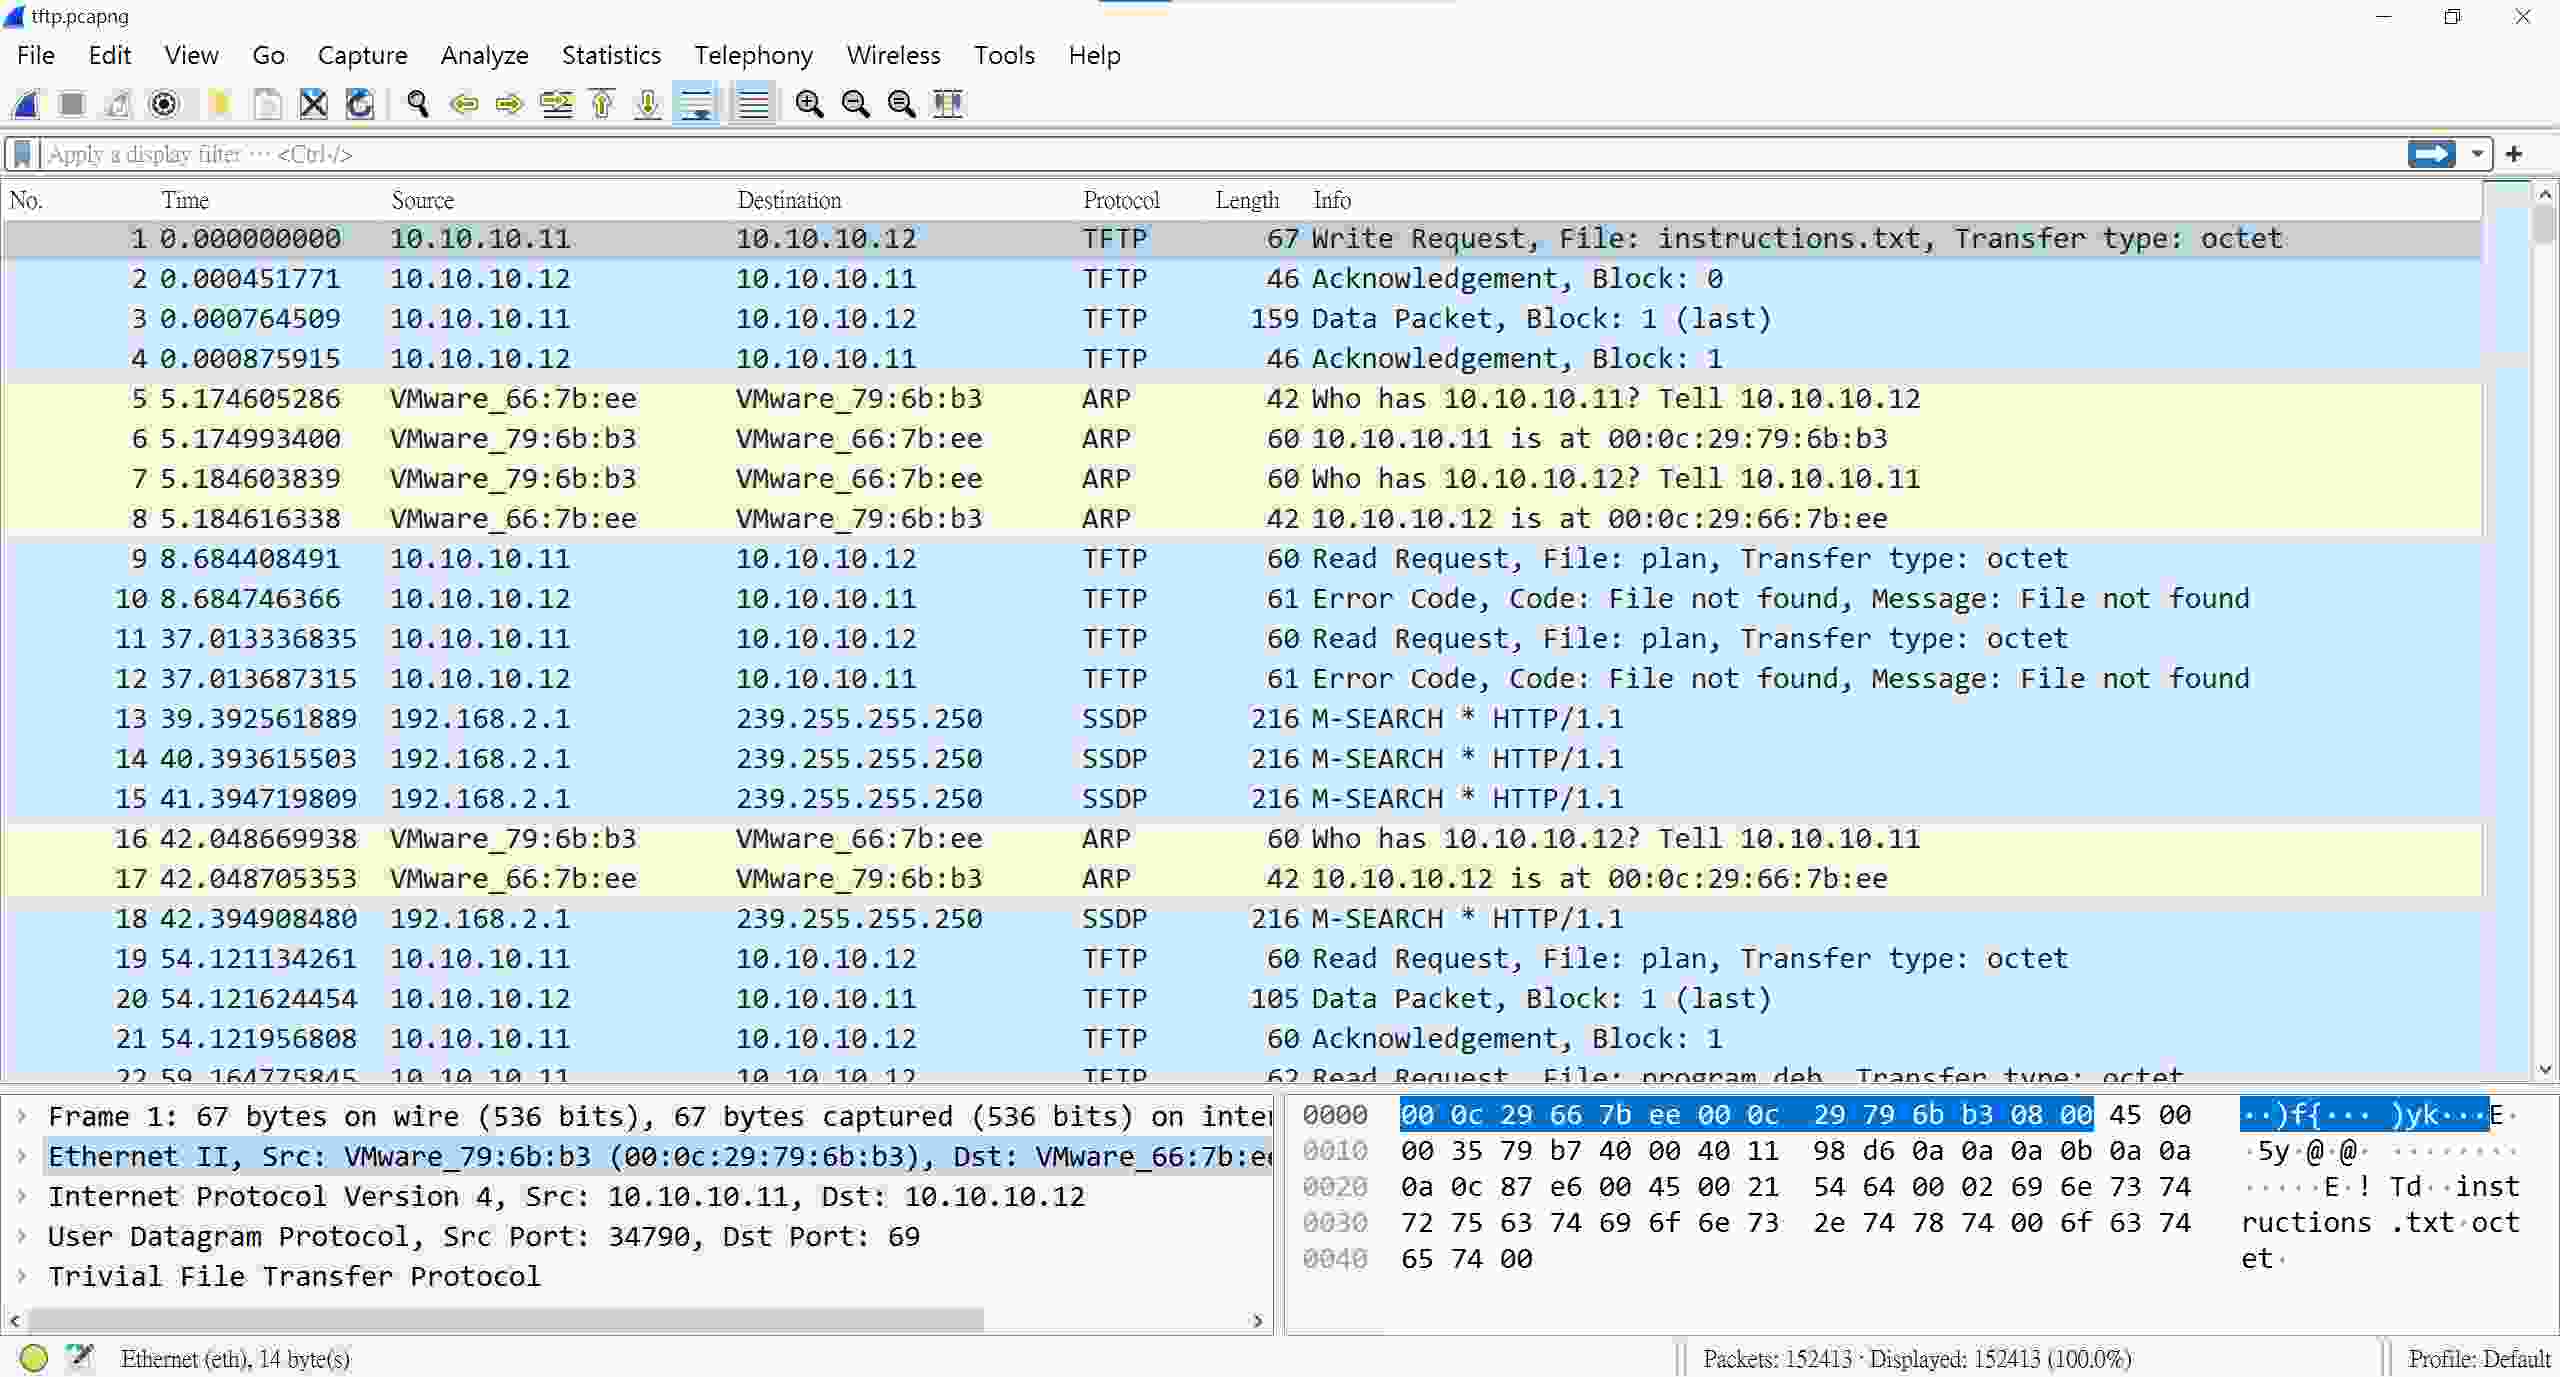 tftp.pcapng
File Edit View Go Capture Analyze Statistics Telephony Wireless Tools Help
Apply a display filter … <Ctrl-/>
No. Time Source Destination Protocol Length Info
1 0.000000000 10.10.10.11 10.10.10.12 TFTP 67 Write Request, File: instructions.txt, Transfer type: octet
2 0.000451771 10.10.10.12 10.10.10.11 TFTP 46 Acknowledgement, Block: 0
3 0.000764509 10.10.10.11 10.10.10.12 TFTP 159 Data Packet, Block: 1 (last)
4 0.000875915 10.10.10.12 10.10.10.11 TFTP 46 Acknowledgement, Block: 1
5 5.174605286 VMware_66:7b:ee VMware_79:6b:b3 ARP 42 Who has 10.10.10.11? Tell 10.10.10.12
6 5.174993400 VMware_79:6b:b3 VMware_66:7b:ee ARP 60 10.10.10.11 is at 00:0c:29:79:6b:b3
7 5.184603839 VMware_79:6b:b3 VMware_66:7b:ee ARP 60 Who has 10.10.10.12? Tell 10.10.10.11
8 5.184616338 VMware_66:7b:ee VMware_79:6b:b3 ARP 42 10.10.10.12 is at 00:0c:29:66:7b:ee
9 8.684408491 10.10.10.11 10.10.10.12 TFTP 60 Read Request, File: plan, Transfer type: octet
10 8.684746366 10.10.10.12 10.10.10.11 TFTP 61 Error Code, Code: File not found, Message: File not found
11 37.013336835 10.10.10.11 10.10.10.12 TFTP 60 Read Request, File: plan, Transfer type: octet
12 37.013687315 10.10.10.12 10.10.10.11 TFTP 61 Error Code, Code: File not found, Message: File not found
13 39.392561889 192.168.2.1 239.255.255.250 SSDP 216 M-SEARCH * HTTP/1.1
14 40.393615503 192.168.2.1 239.255.255.250 SSDP 216 M-SEARCH * HTTP/1.1
15 41.394719809 192.168.2.1 239.255.255.250 SSDP 216 M-SEARCH * HTTP/1.1
16 42.048669938 VMware_79:6b:b3 VMware_66:7b:ee ARP 60 Who has 10.10.10.12? Tell 10.10.10.11
17 42.048705353 VMware_66:7b:ee VMware_79:6b:b3 ARP 42 10.10.10.12 is at 00:0c:29:66:7b:ee
18 42.394908480 192.168.2.1 239.255.255.250 SSDP 216 M-SEARCH * HTTP/1.1
19 54.121134261 10.10.10.11 10.10.10.12 TFTP 60 Read Request, File: plan, Transfer type: octet
20 54.121624454 10.10.10.12 10.10.10.11 TFTP 105 Data Packet, Block: 1 (last)
21 54.121956808 10.10.10.11 10.10.10.12 TFTP 60 Acknowledgement, Block: 1
22 59.164775845 10.10.10.11 10.10.10.12 TFTP 62 Read Request, File: program.deb, Transfer type: octet
Frame 1: 67 bytes on wire (536 bits), 67 bytes captured (536 bits) on inter
Ethernet II, Src: VMware_79:6b:b3 (00:0c:29:79:6b:b3), Dst: VMware_66:7b:ee
Internet Protocol Version 4, Src: 10.10.10.11, Dst: 10.10.10.12
User Datagram Protocol, Src Port: 34790, Dst Port: 69
Trivial File Transfer Protocol
0000 00 0c 29 66 7b ee 00 0c 29 79 6b b3 08 00 45 00 ··)f{··· )yk···E·
0010 00 35 79 b7 40 00 40 11 98 d6 0a 0a 0a 0b 0a 0a ·5y·@·@· ········
0020 0a 0c 87 e6 00 45 00 21 54 64 00 02 69 6e 73 74 ·····E·! Td··inst
0030 72 75 63 74 69 6f 6e 73 2e 74 78 74 00 6f 63 74 ructions .txt·oct
0040 65 74 00 et·
Ethernet (eth), 14 byte(s) Packets: 152413 · Displayed: 152413 (100.0%) Profile: Default